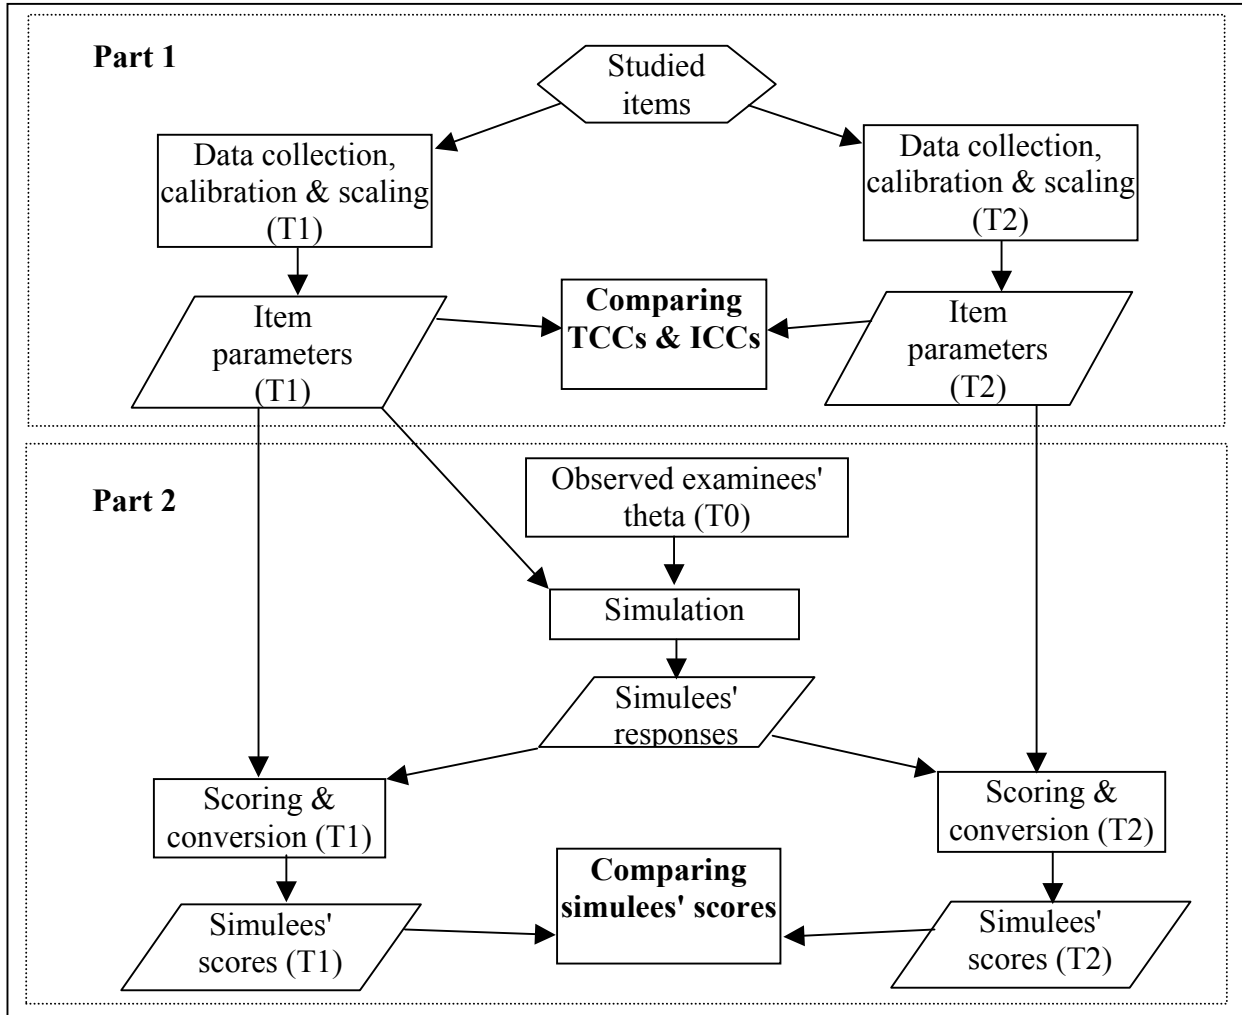 Part 1
Studied
items
Data collection,
calibration & scaling
(T1)
Data collection,
calibration & scaling
(T2)
Item
parameters
(T1)
Comparing
TCCs & ICCs
Item
parameters
(T2)
Part 2
Observed examinees'
theta (T0)
Simulation
Simulees'
responses
Scoring &
conversion (T1)
Scoring &
conversion (T2)
Simulees'
scores (T1)
Comparing
simulees' scores
Simulees'
scores (T2)